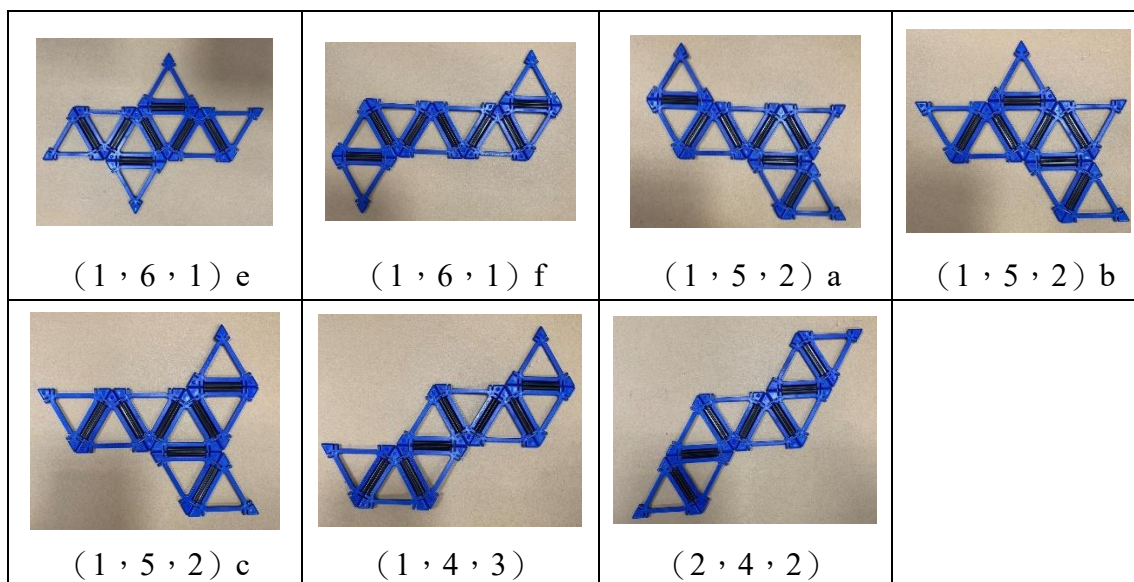 （1，6，1）e
（1，6，1）f
（1，5，2）a
（1，5，2）b
（1，5，2）c
（1，4，3）
（2，4，2）